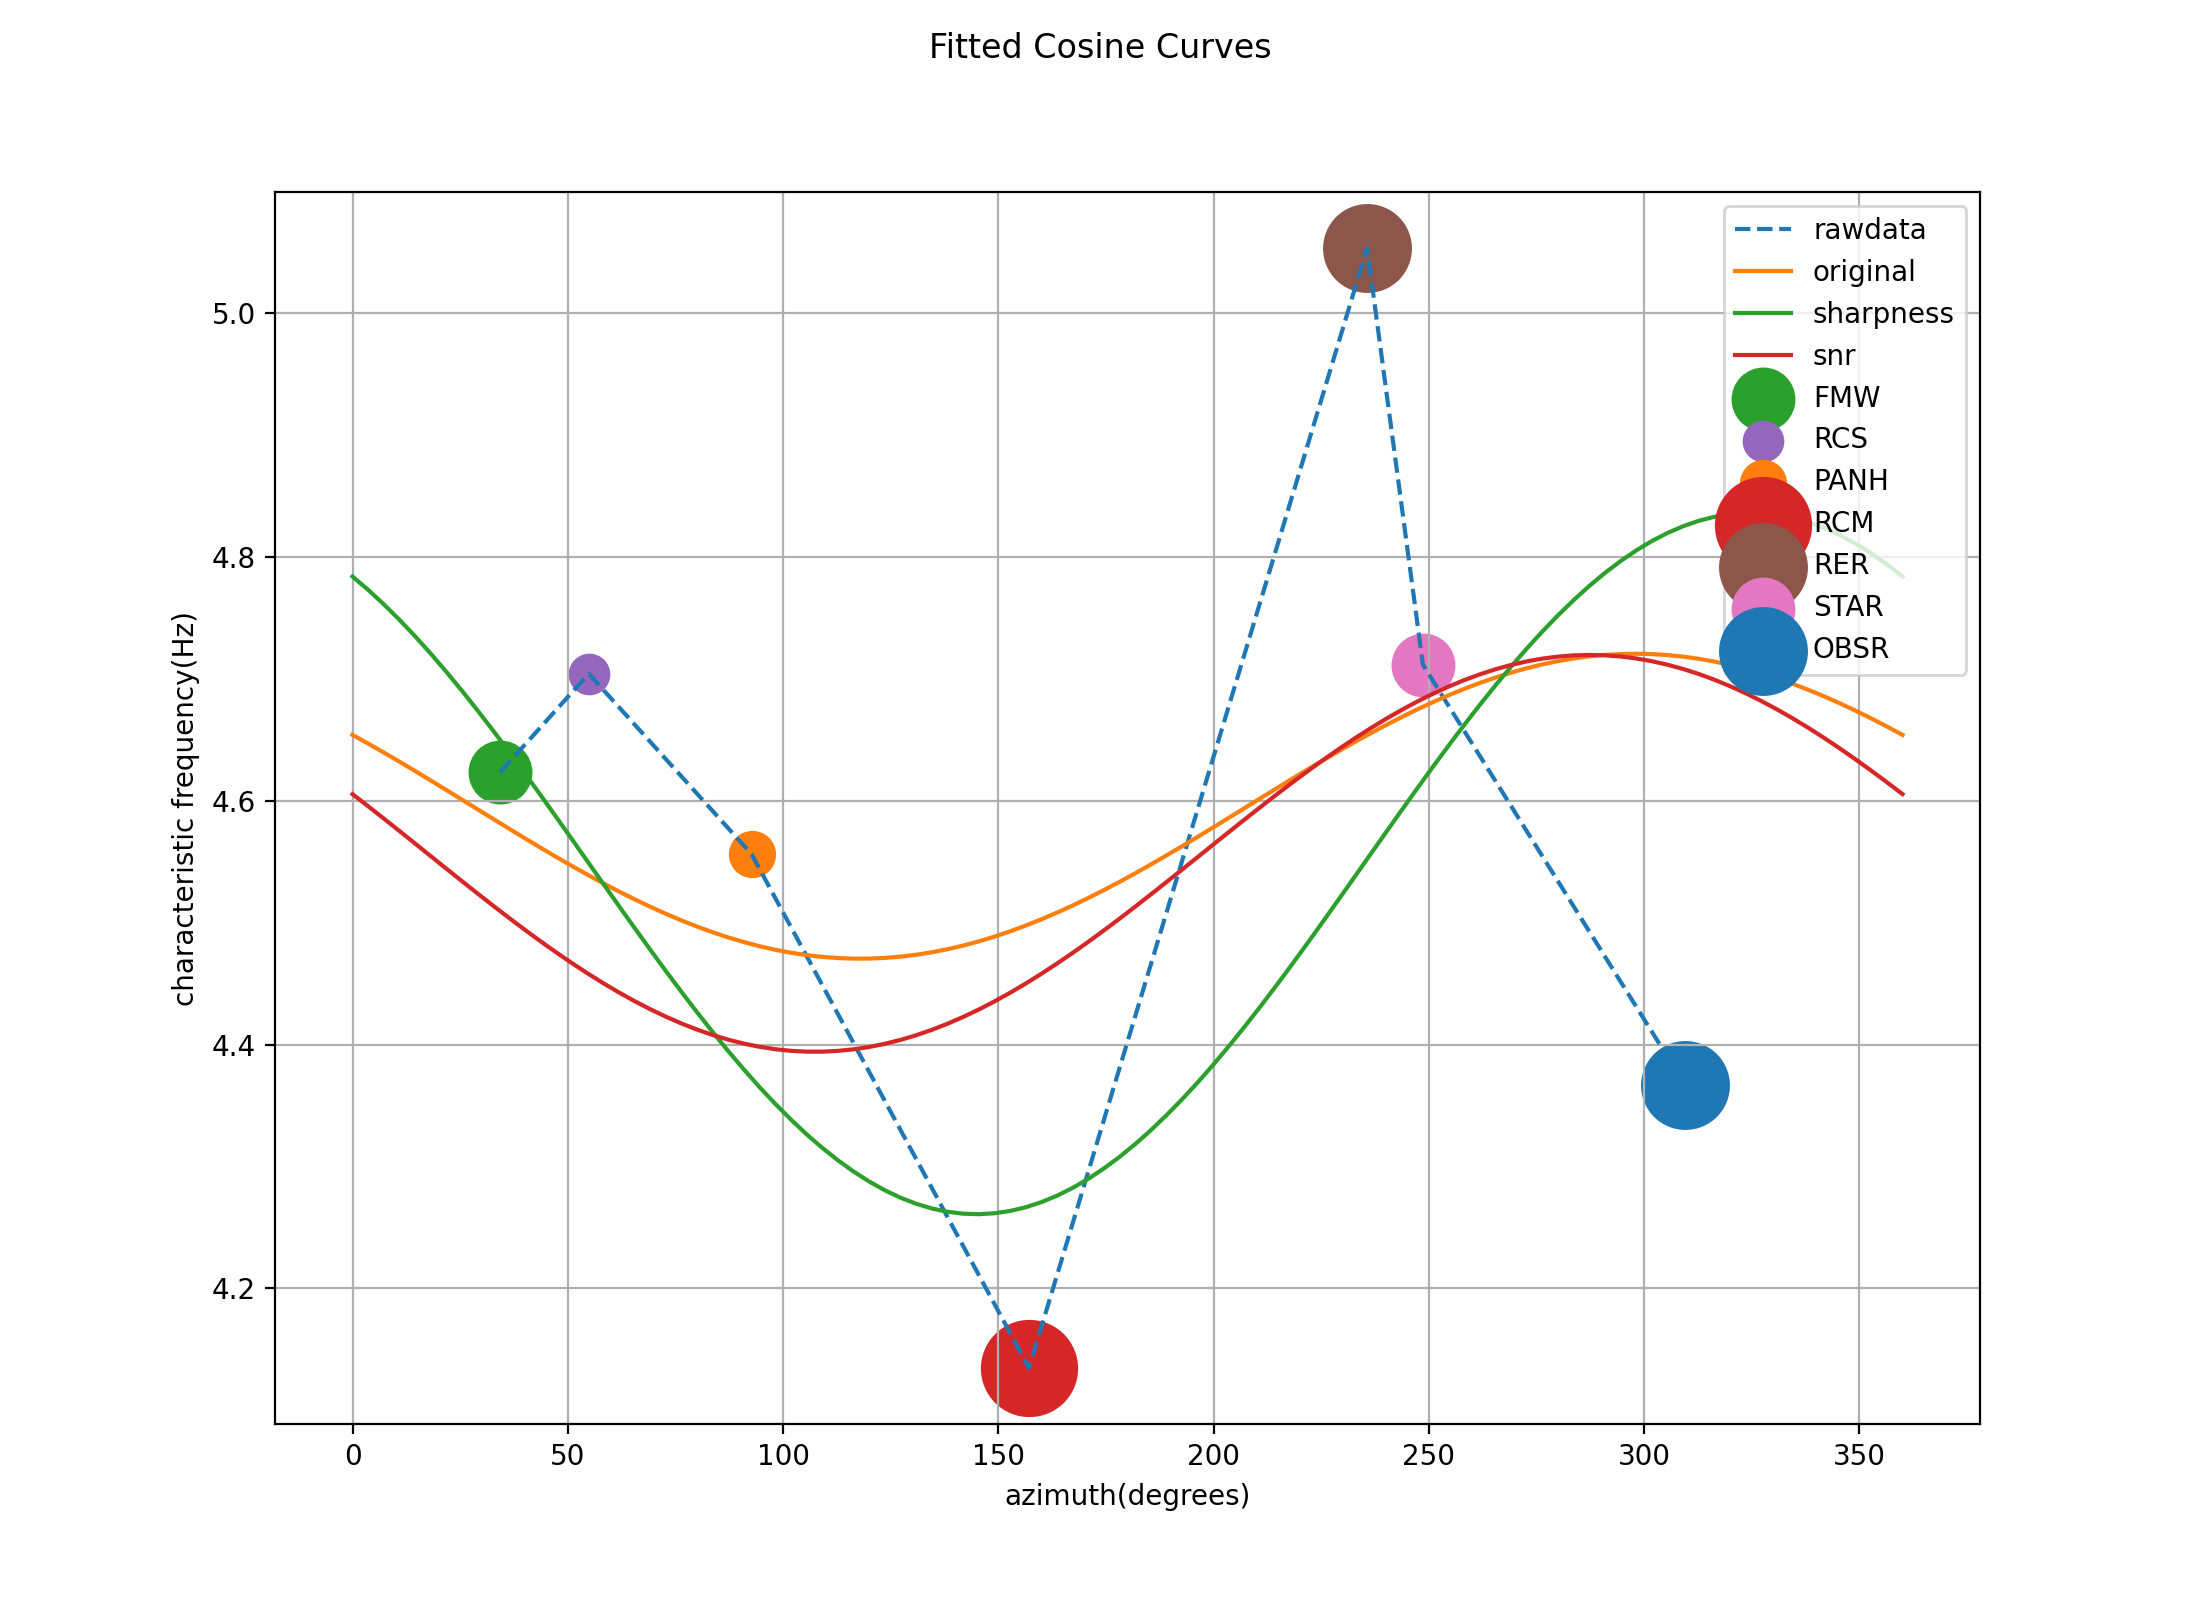 Fitted Cosine Curves
characteristic frequency(Hz)
5.0
4.8
4.6
4.4
4.2
rawdata
original
sharpness
snr
FMW
RCS
PANH
RCM
RER
STAR
OBSR
0 50 100 150 200 250 300 350
azimuth(degrees)